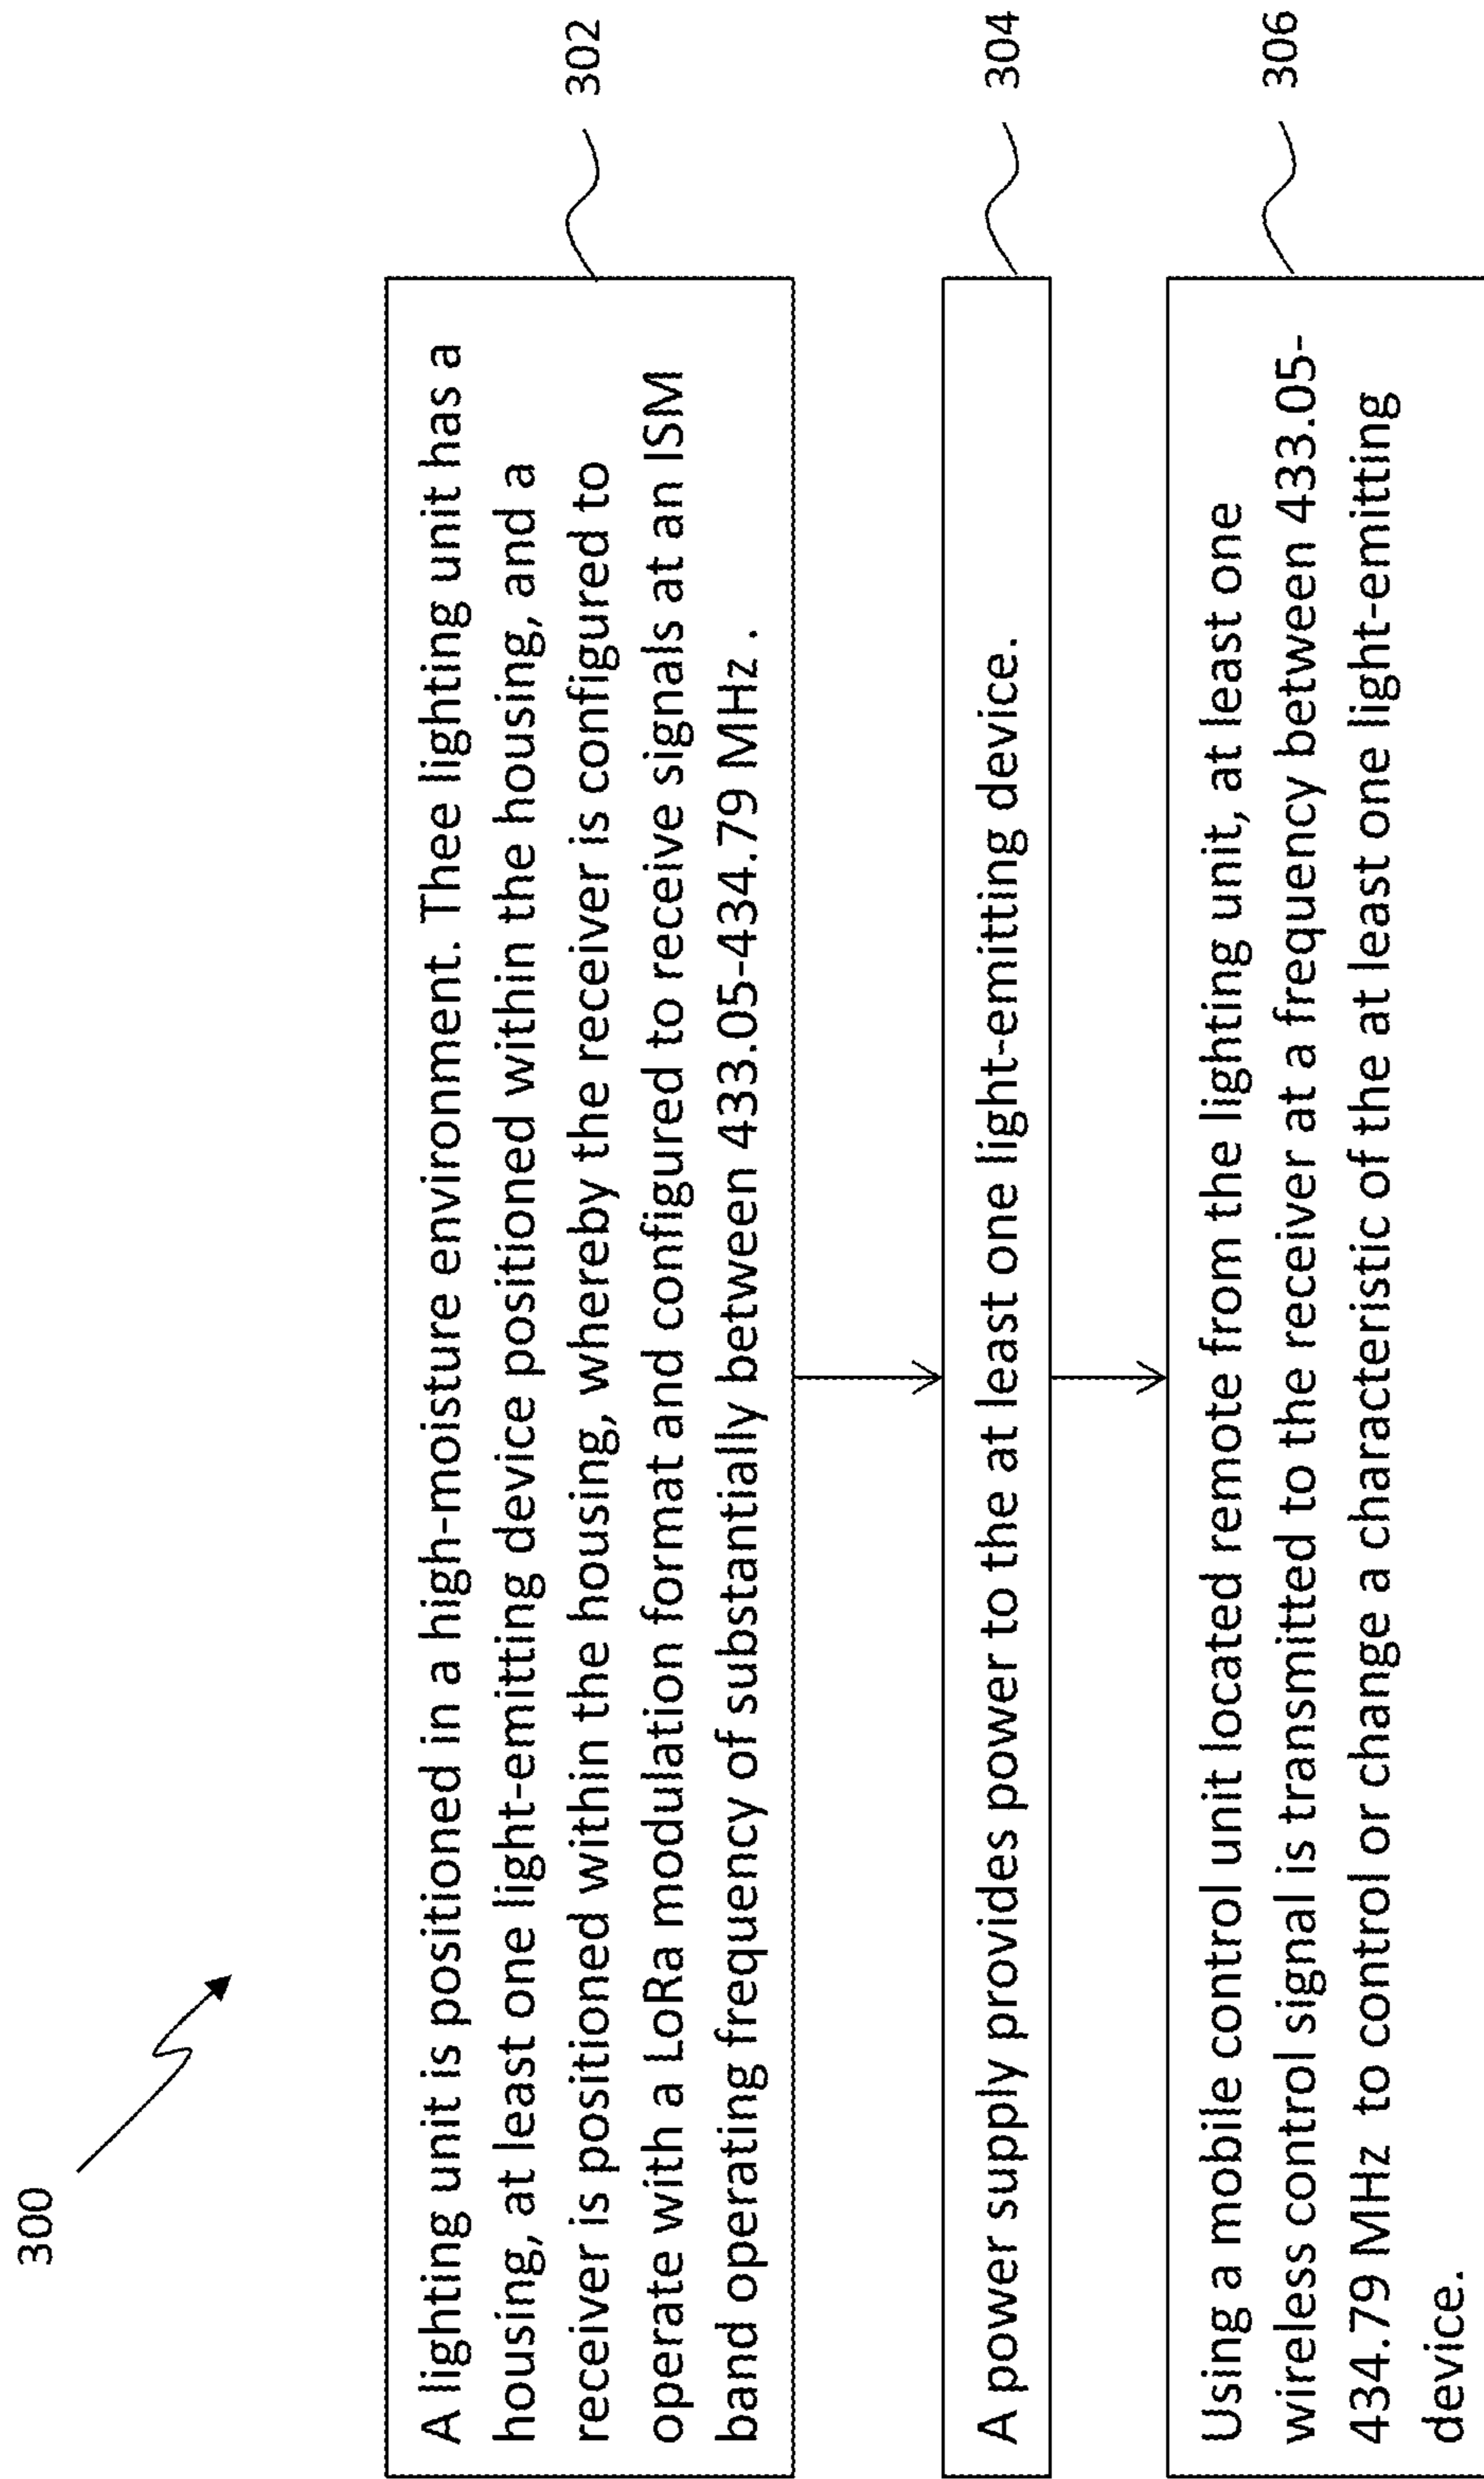 300
A lighting unit is positioned in a high-moisture environment. Thee lighting unit has a
housing, at least one light-emitting device positioned within the housing, and a
receiver is positioned within the housing, whereby the receiver is configured to
operate with a LoRa modulation format and configured to receive signals at an ISM
band operating frequency of substantially between 433.05-434.79 MHz .
302
A power supply provides power to the at least one light-emitting device.
304
Using a mobile control unit located remote from the lighting unit, at least one
wireless control signal is transmitted to the receiver at a frequency between 433.05-
434.79 MHz to control or change a characteristic of the at least one light-emitting
device.
306